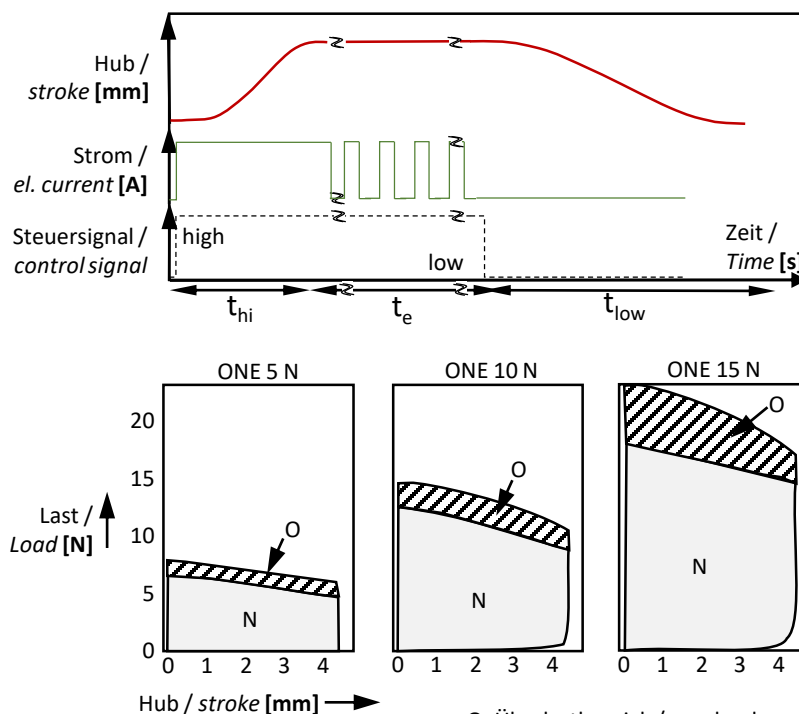 Hub /
stroke [mm]
Strom /
el. current [A]
Steuersignal /
control signal
high
low
Zeit /
Time [s]
t_hi
t_e
t_low
ONE 5 N
ONE 10 N
ONE 15 N
20
15
10
5
0
Last /
Load [N]
O
N
O
N
O
N
0 1 2 3 4
0 1 2 3 4
0 1 2 3 4
Hub / stroke [mm]